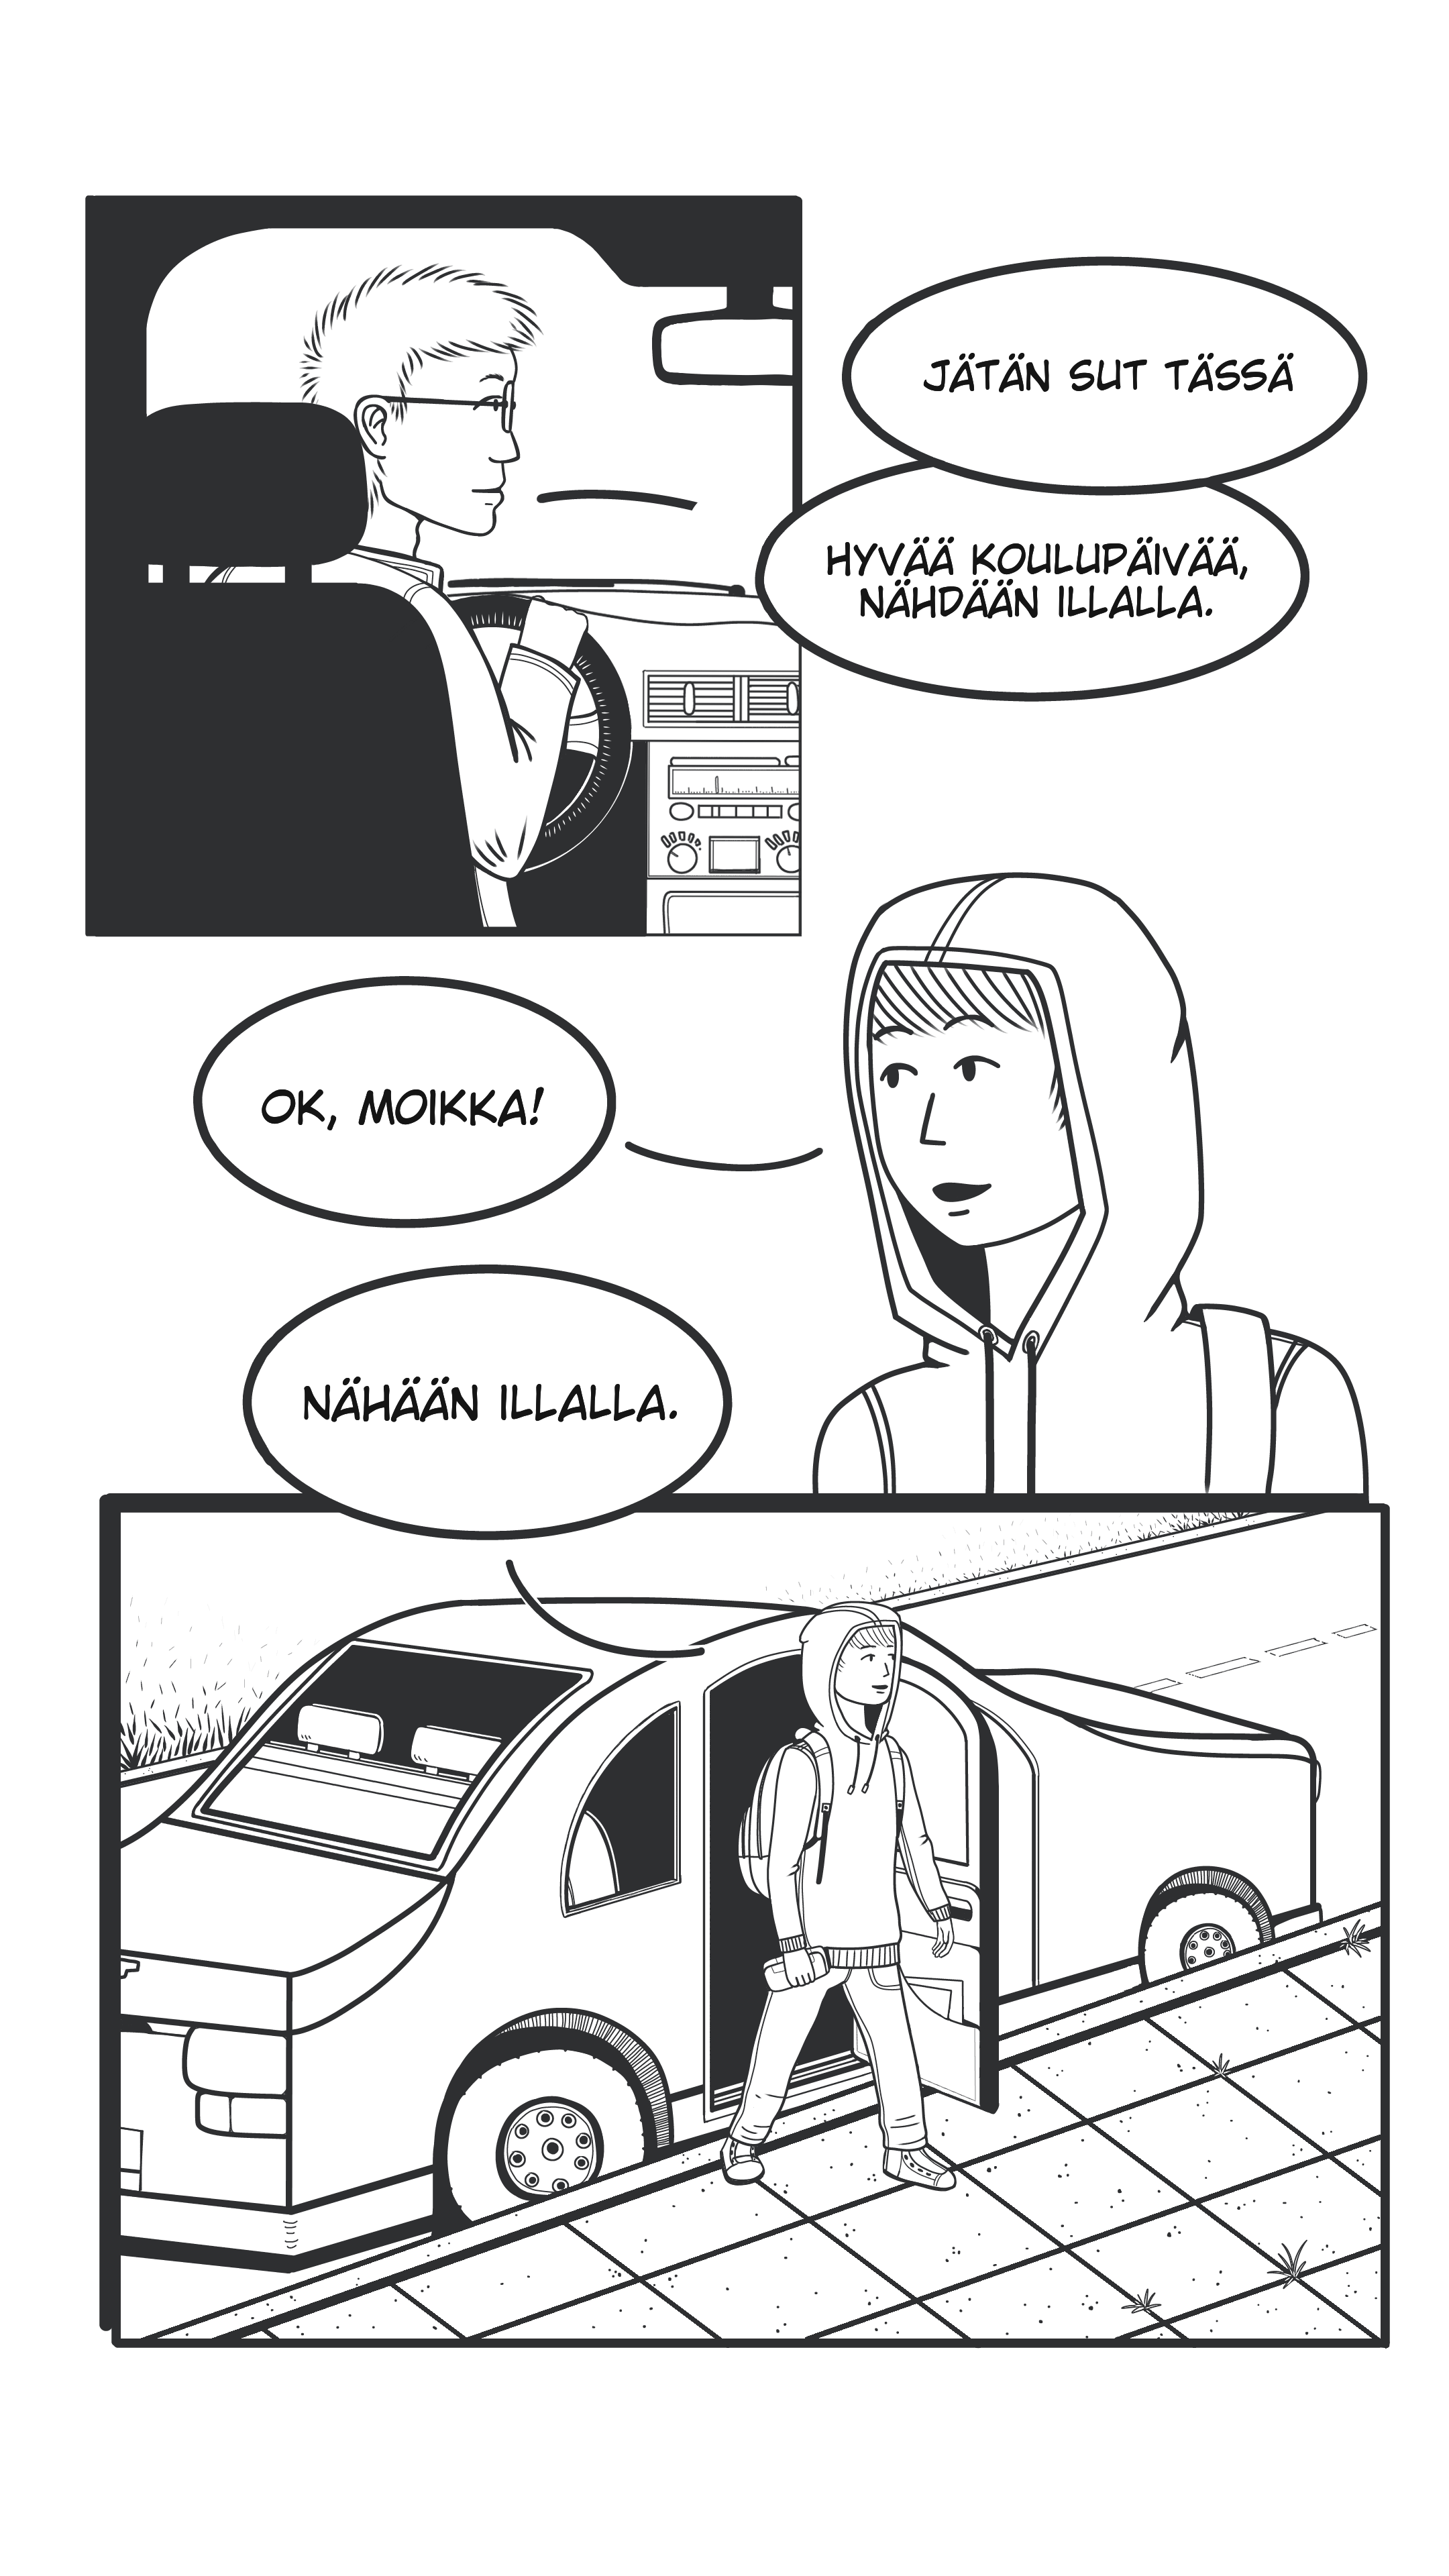 JÄTÄN SUT TÄSSÄ
HYVÄÄ KOULUPÄIVÄÄ,
NÄHDÄÄN ILLALLA.
OK, MOIKKA!
NÄHÄÄN ILLALLA.